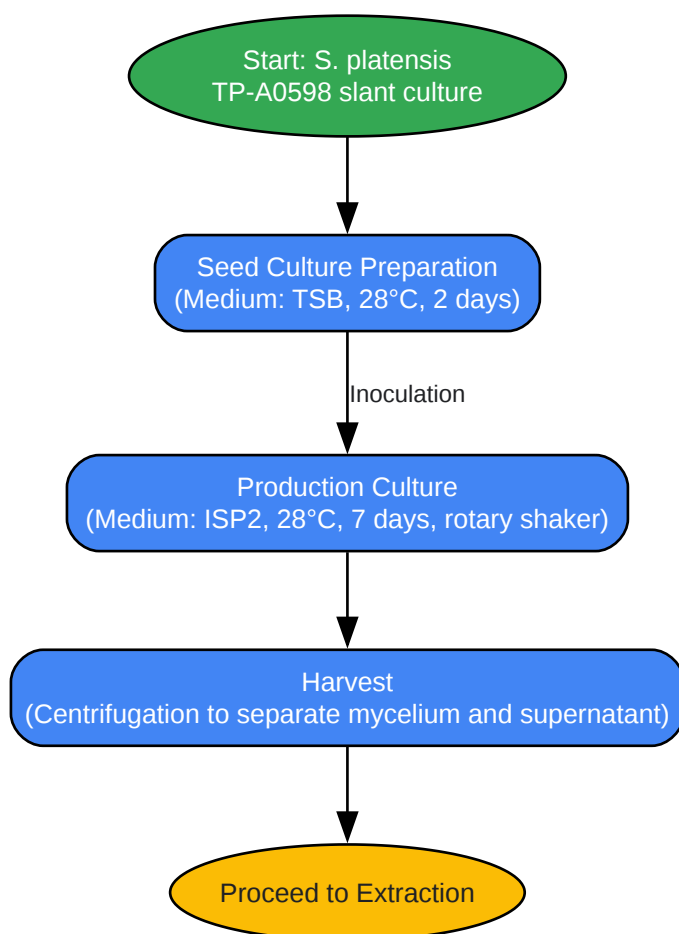 Start: S. platensis
TP-A0598 slant culture
Seed Culture Preparation
(Medium: TSB, 28°C, 2 days)
Inoculation
Production Culture
(Medium: ISP2, 28°C, 7 days, rotary shaker)
Harvest
(Centrifugation to separate mycelium and supernatant)
Proceed to Extraction